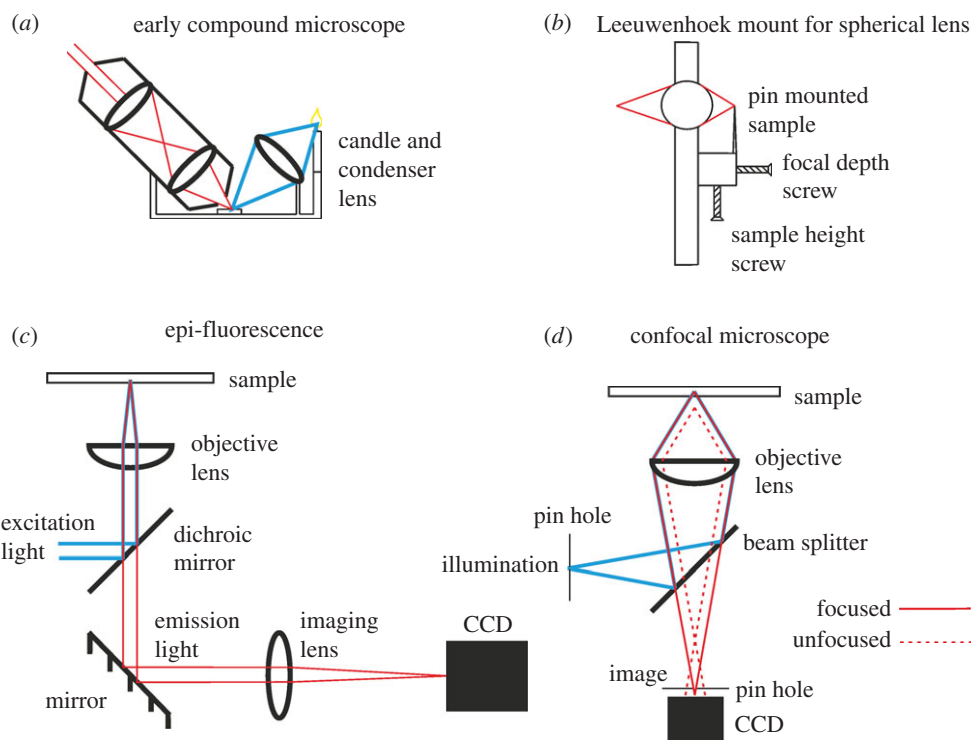 (a) early compound microscope
candle and
condenser
lens
(b) Leeuwenhoek mount for spherical lens
pin mounted
sample
focal depth
screw
sample height
screw
(c) epi-fluorescence
sample
objective
lens
excitation
light
dichroic
mirror
emission
light
imaging
lens
CCD
mirror
(d) confocal microscope
sample
objective
lens
pin hole
beam splitter
illumination
focused
unfocused
image
pin hole
CCD